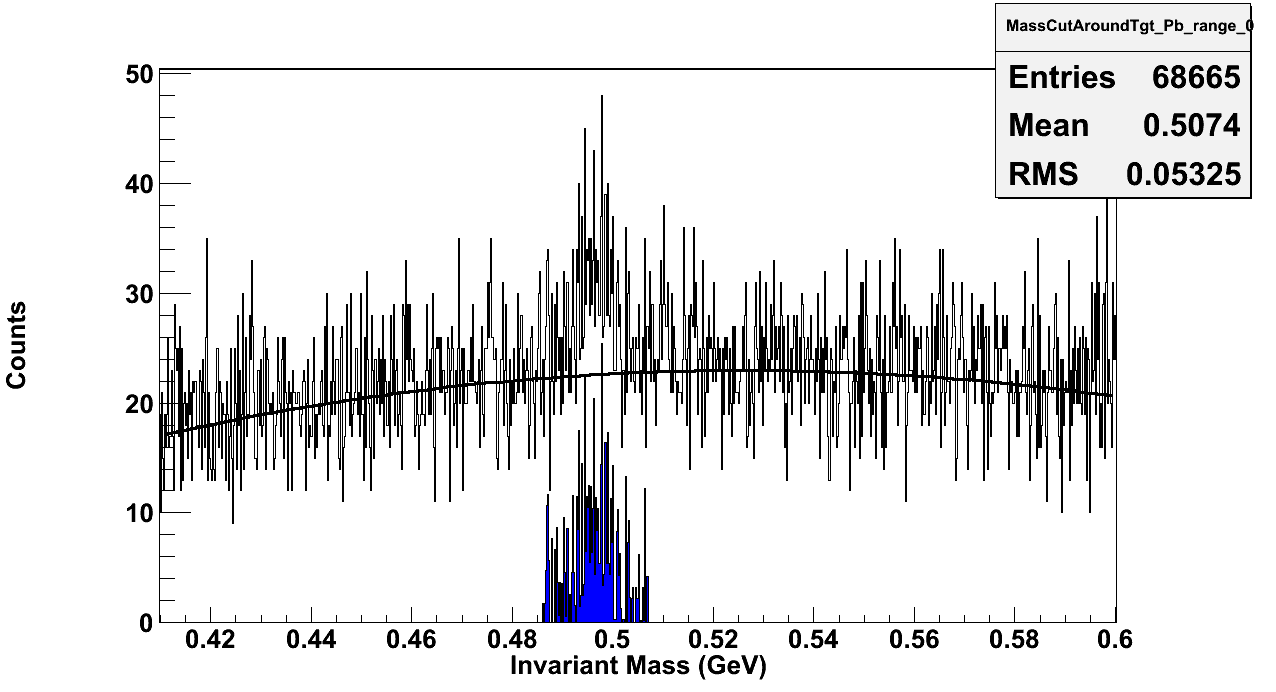 MassCutAroundTgt_Pb_range_0
Entries 68665
Mean 0.5074
RMS 0.05325
50
40
30
20
10
0
Counts
0.42 0.44 0.46 0.48 0.5 0.52 0.54 0.56 0.58 0.6
Invariant Mass (GeV)